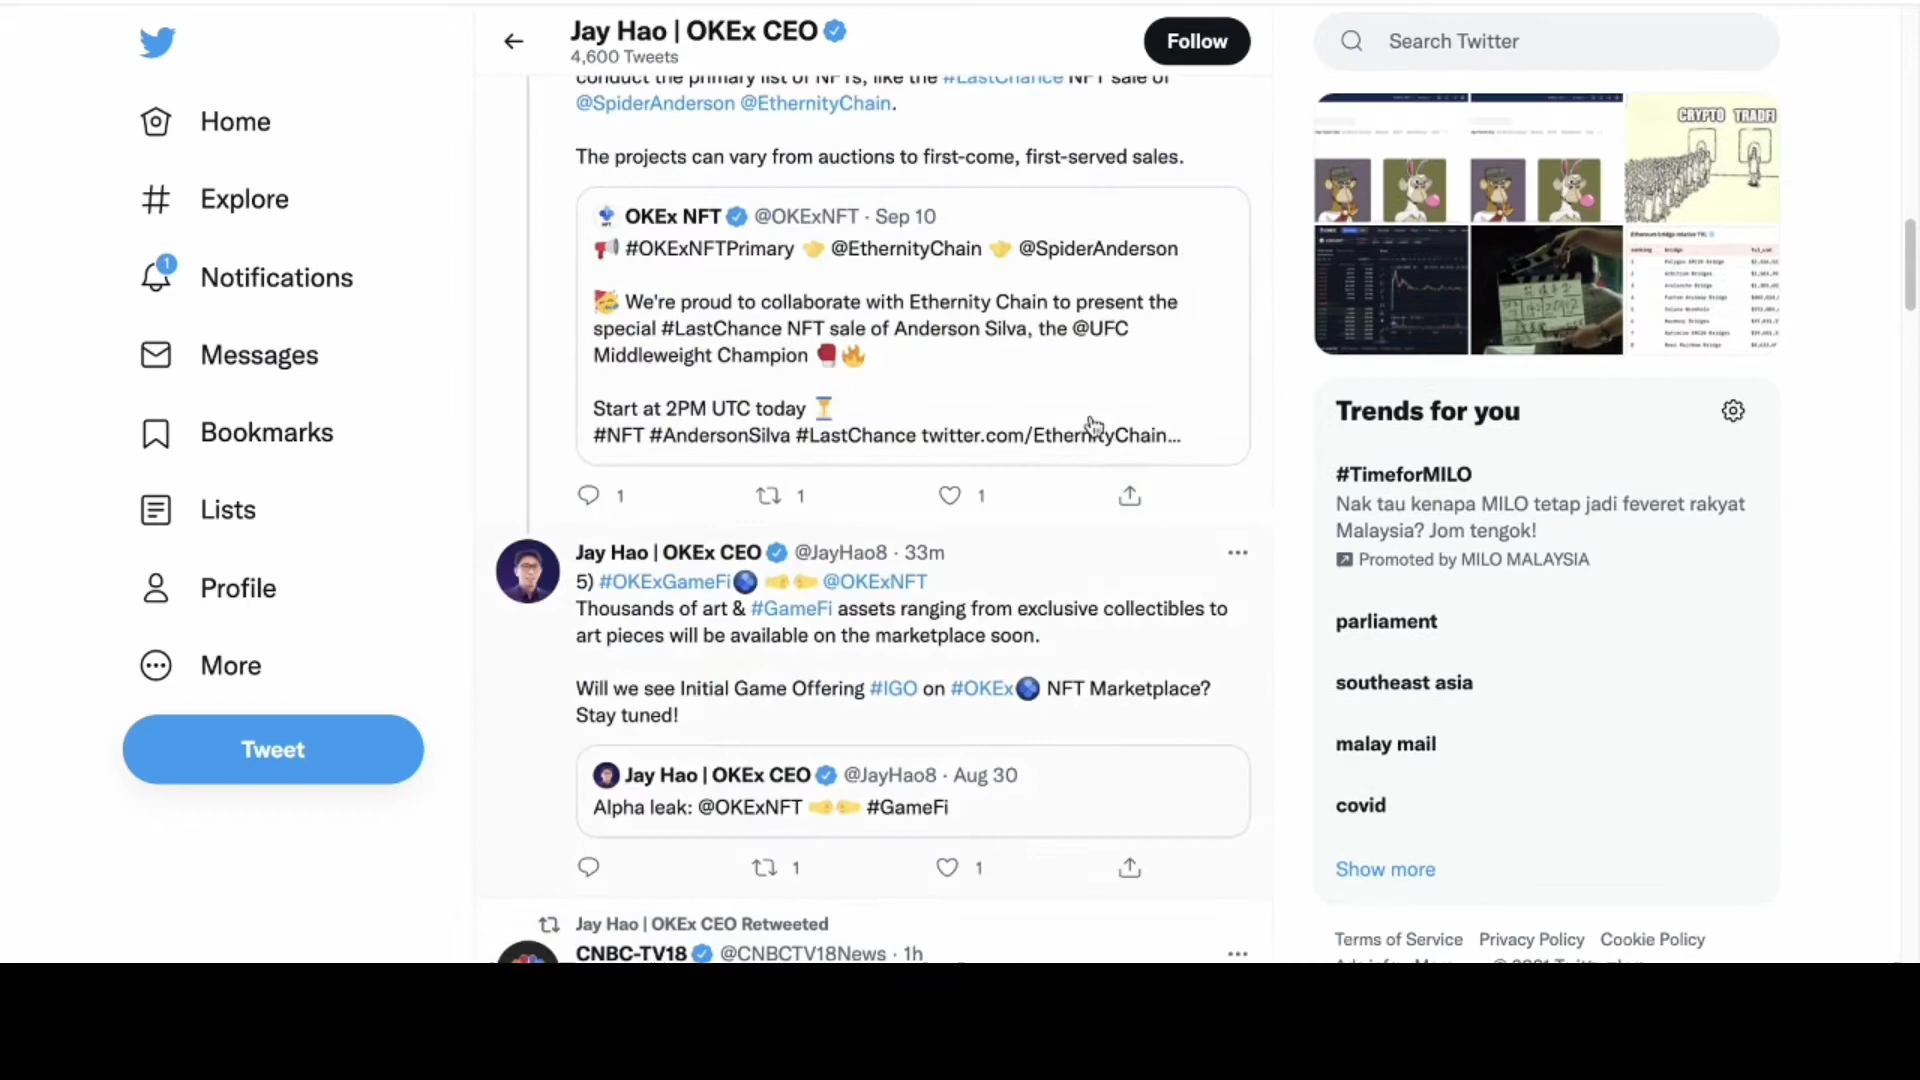 Home
Explore
1
Notifications
Messages
Bookmarks
Lists
Profile
More
Tweet
Jay Hao | OKEx CEO
4,600 Tweets
Follow
conduct the primary list of NFTs, like the #LastChance NFT sale of
@SpiderAnderson @EthernityChain.
The projects can vary from auctions to first-come, first-served sales.
OKEx NFT @OKExNFT · Sep 10
#OKExNFTPrimary @EthernityChain @SpiderAnderson
We're proud to collaborate with Ethernity Chain to present the
special #LastChance NFT sale of Anderson Silva, the @UFC
Middleweight Champion
Start at 2PM UTC today
#NFT #AndersonSilva #LastChance twitter.com/EthernityChain...
1 1 1
Jay Hao | OKEx CEO @JayHao8 · 33m
5) #OKExGameFi @OKExNFT
Thousands of art & #GameFi assets ranging from exclusive collectibles to
art pieces will be available on the marketplace soon.
Will we see Initial Game Offering #IGO on #OKEx NFT Marketplace?
Stay tuned!
Jay Hao | OKEx CEO @JayHao8 · Aug 30
Alpha leak: @OKExNFT #GameFi
1 1
Jay Hao | OKEx CEO Retweeted
CNBC-TV18 @CNBCTV18News · 1h
Search Twitter
CRYPTO TRADFI
Ethereum bridge relative TVL
Trends for you
#TimeforMILO
Nak tau kenapa MILO tetap jadi feveret rakyat
Malaysia? Jom tengok!
Promoted by MILO MALAYSIA
parliament
southeast asia
malay mail
covid
Show more
Terms of Service Privacy Policy Cookie Policy